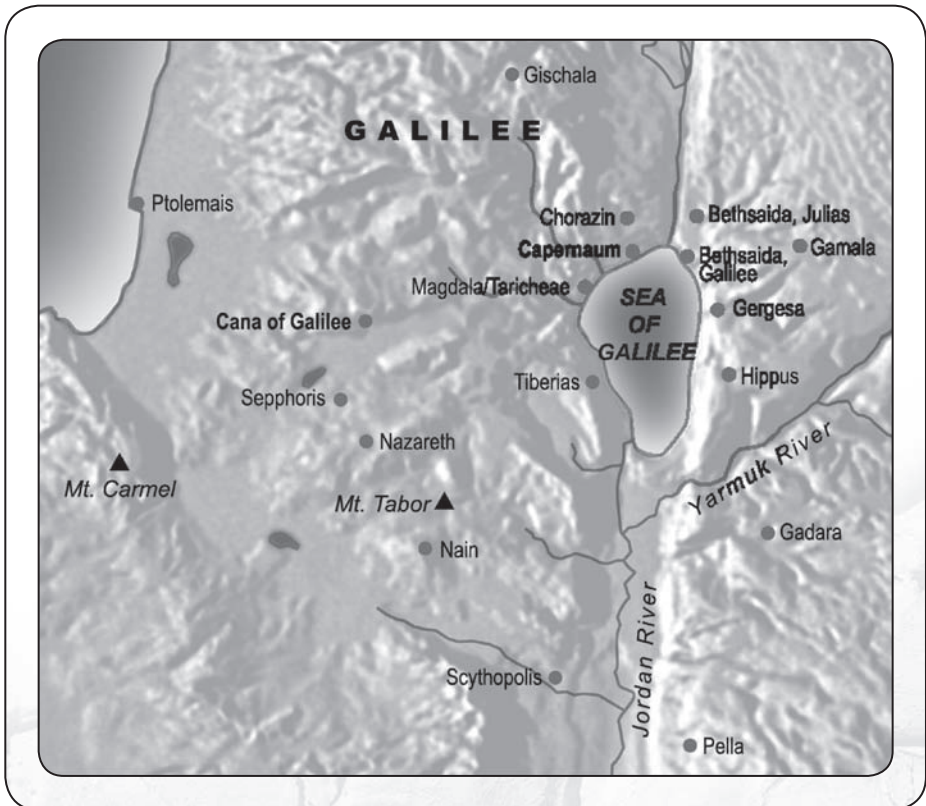 Gischala
GALILEE
Ptolemais
Chorazin
Bethsaida, Julias
Capernaum
Bethsaida,
Galilee
Gamala
Magdala/Taricheae
SEA
OF
GALILEE
Gergesa
Cana of Galilee
Tiberias
Hippus
Sepphoris
Nazareth
Yarmuk River
Mt. Carmel
Mt. Tabor
Gadara
Nain
Jordan River
Scythopolis
Pella